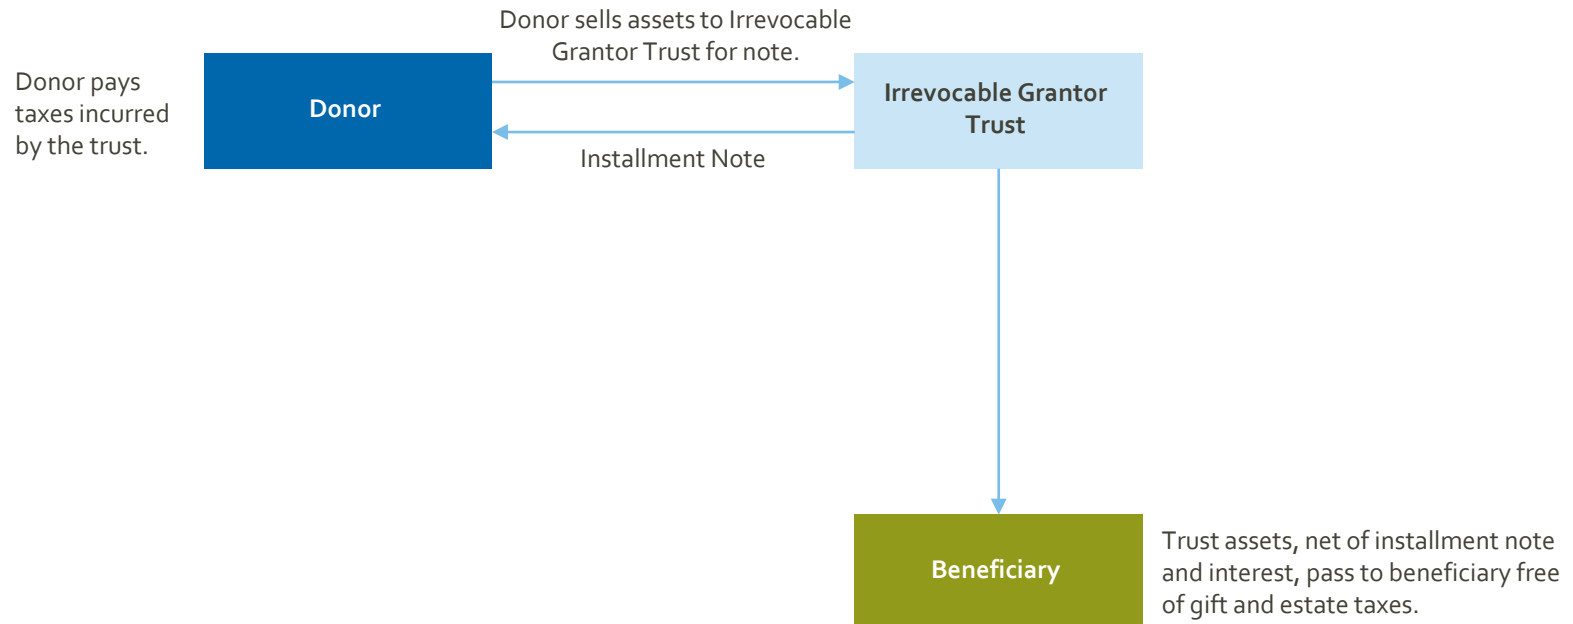 Donor sells assets to Irrevocable
Grantor Trust for note.
Donor pays
taxes incurred
by the trust.
Donor
Irrevocable Grantor
Trust
Installment Note
Beneficiary
Trust assets, net of installment note
and interest, pass to beneficiary free
of gift and estate taxes.